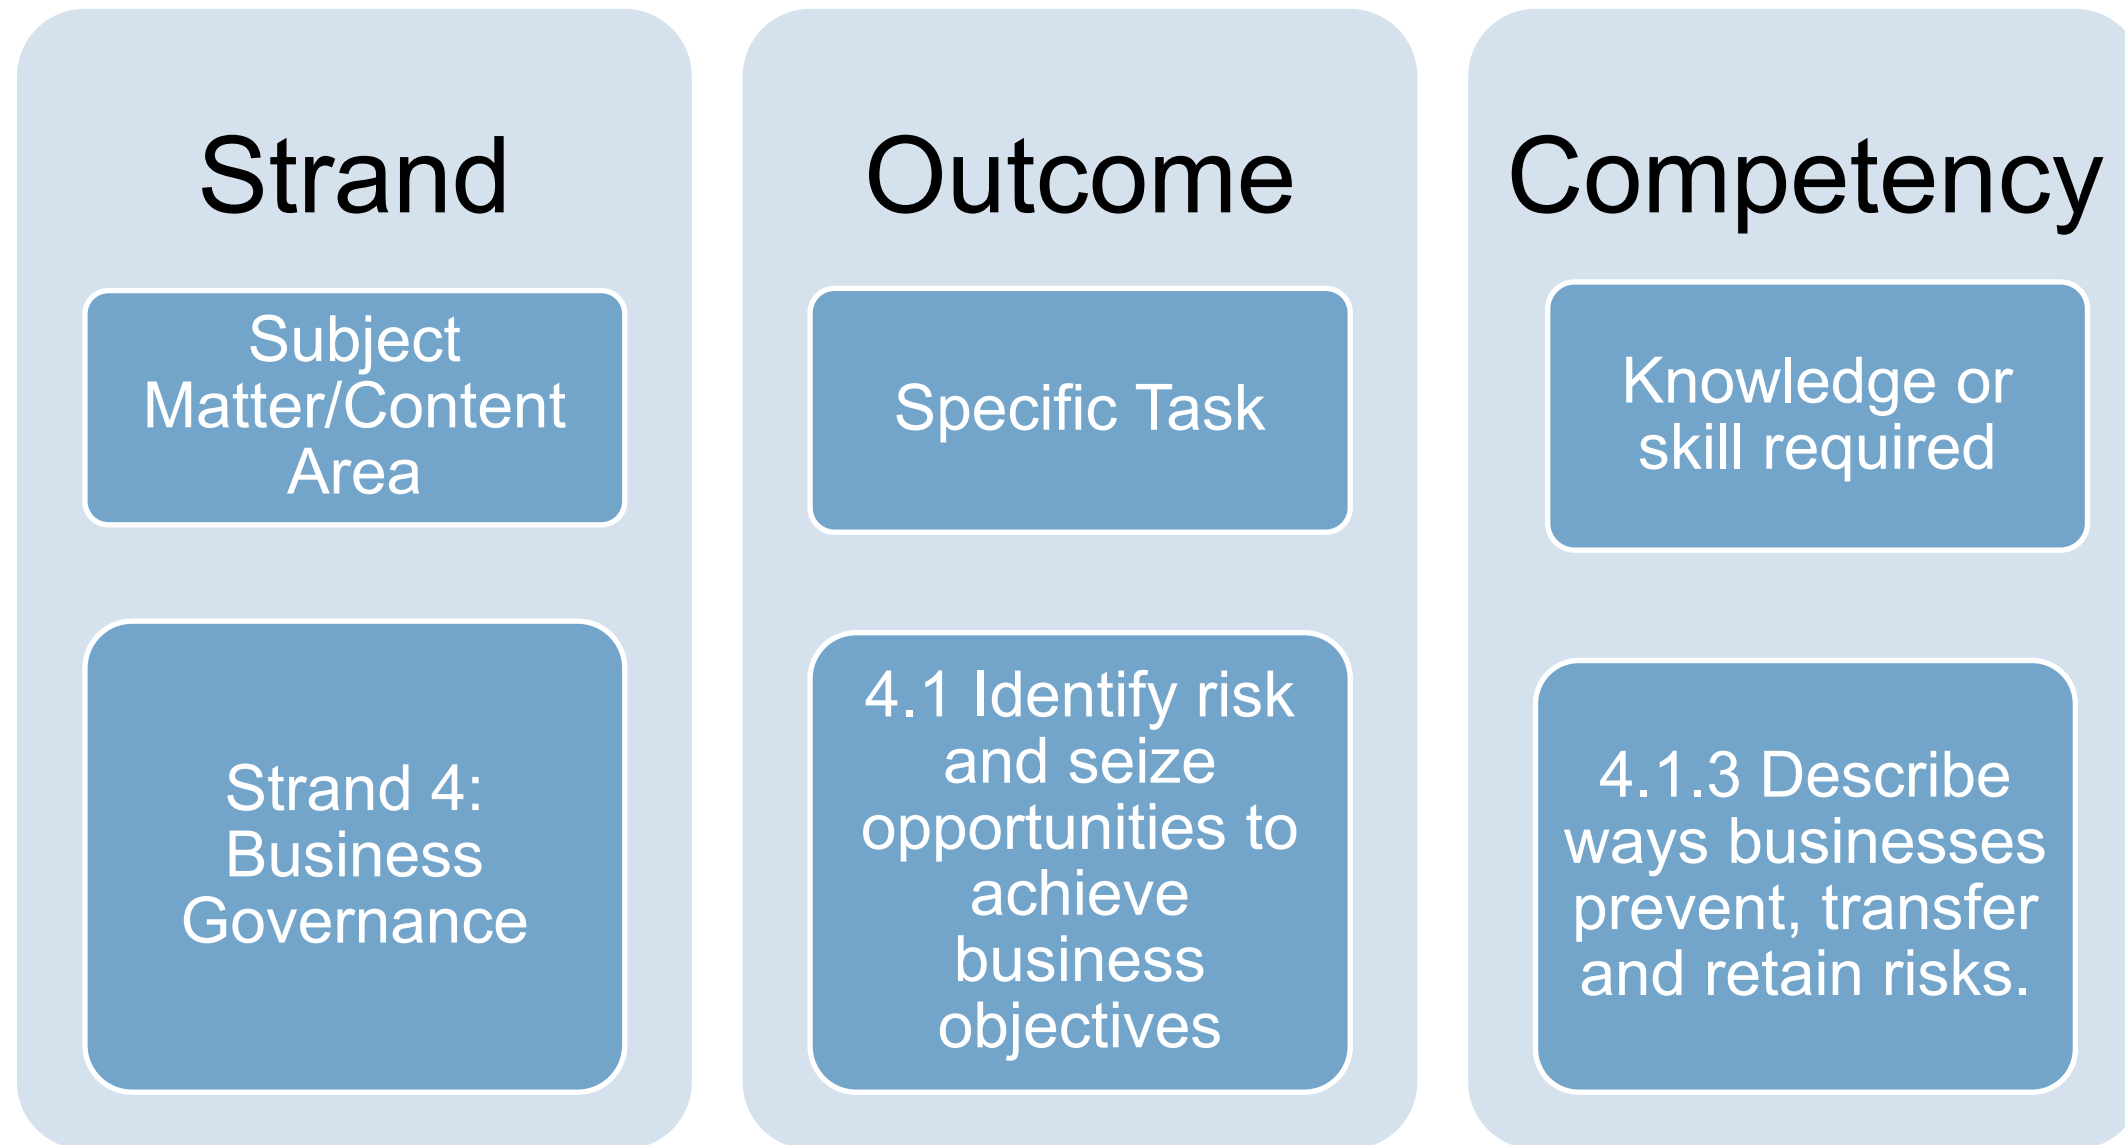 Strand
Subject
Matter/Content
Area
Strand 4:
Business
Governance
Outcome
Specific Task
4.1 Identify risk
and seize
opportunities to
achieve
business
objectives
Competency
Knowledge or
skill required
4.1.3 Describe
ways businesses
prevent, transfer
and retain risks.